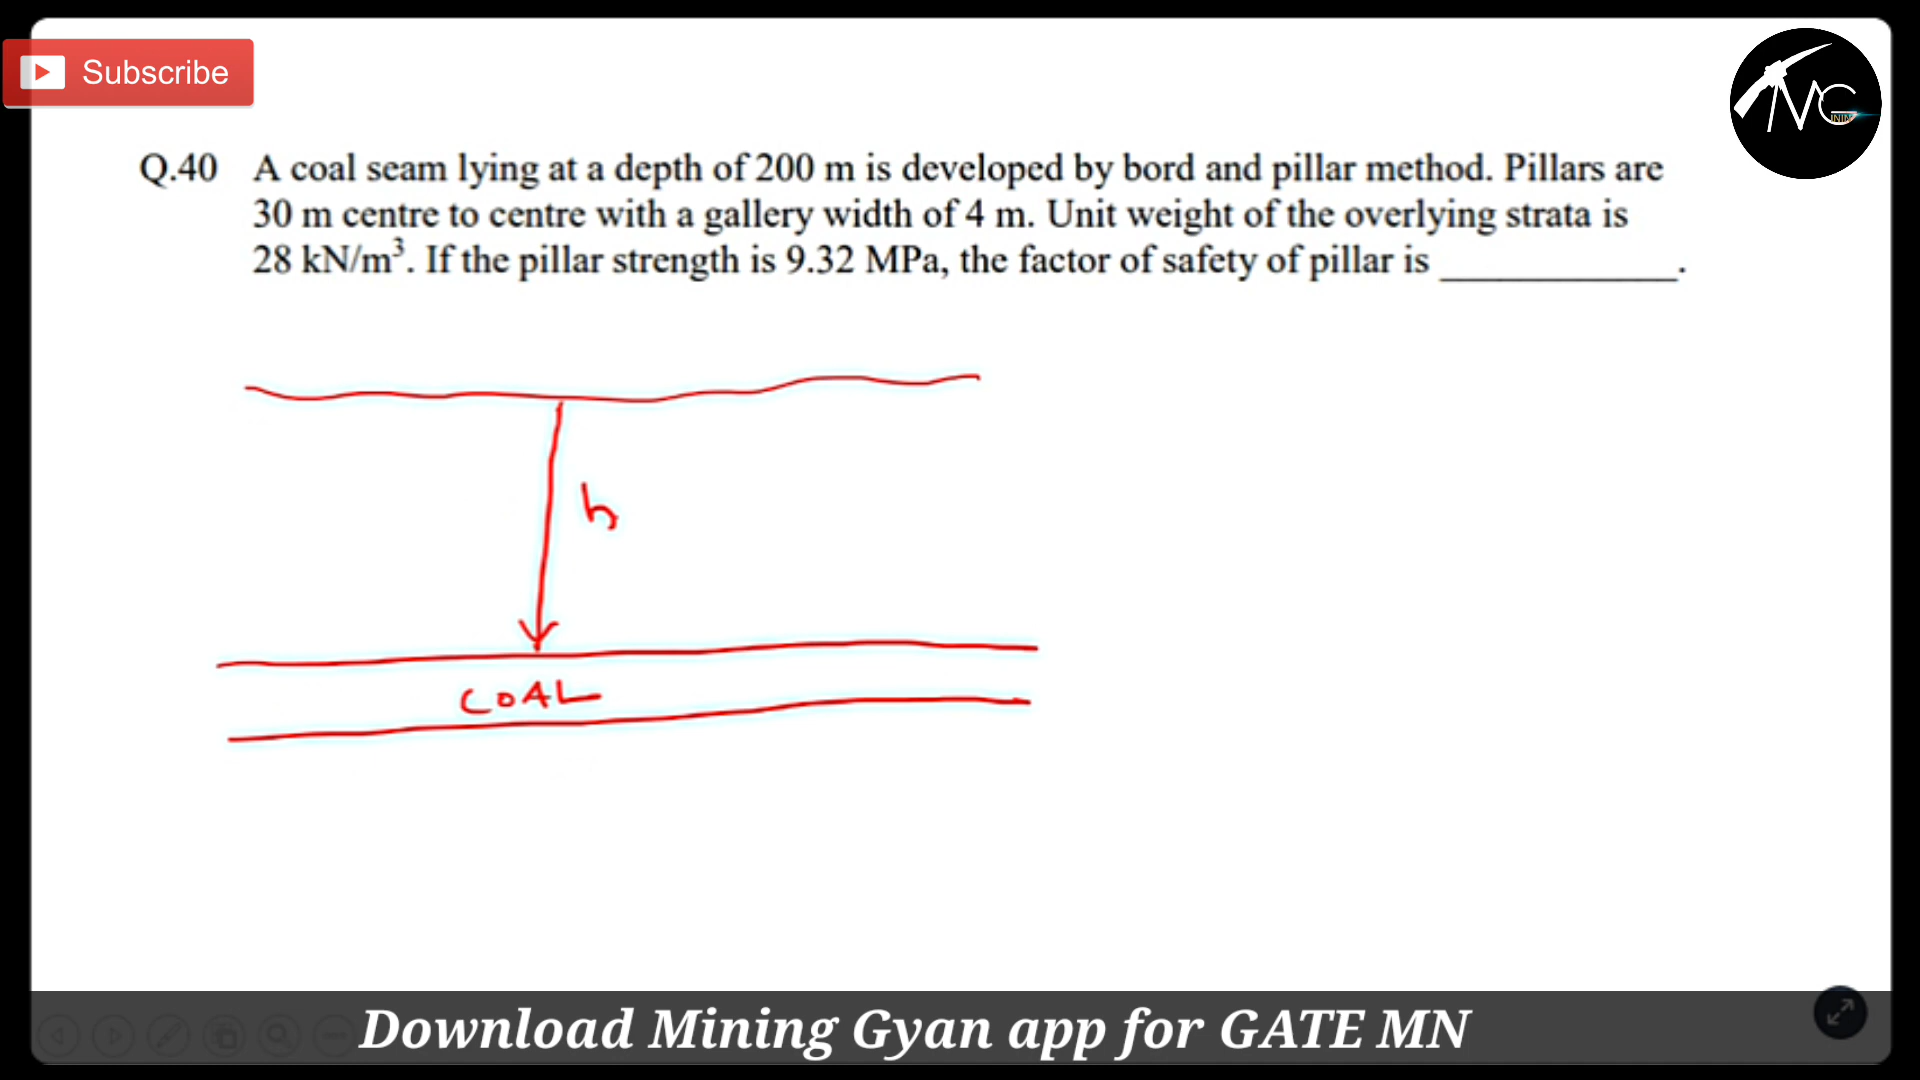 Subscribe
Q.40 A coal seam lying at a depth of 200 m is developed by bord and pillar method. Pillars are
30 m centre to centre with a gallery width of 4 m. Unit weight of the overlying strata is
28 kN/m³. If the pillar strength is 9.32 MPa, the factor of safety of pillar is ____________.
h
COAL
Download Mining Gyan app for GATE MN